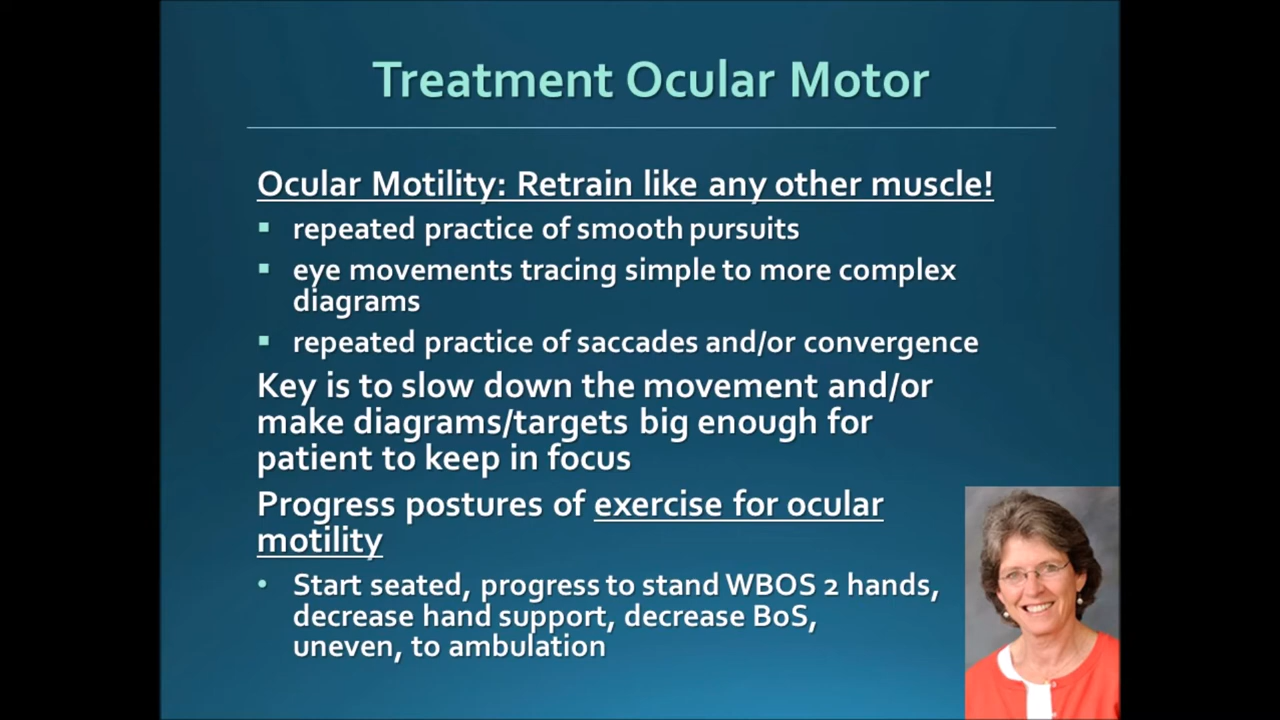 Treatment Ocular Motor
Ocular Motility: Retrain like any other muscle!
▪ repeated practice of smooth pursuits
▪ eye movements tracing simple to more complex
diagrams
▪ repeated practice of saccades and/or convergence
Key is to slow down the movement and/or
make diagrams/targets big enough for
patient to keep in focus
Progress postures of exercise for ocular
motility
• Start seated, progress to stand WBOS 2 hands,
decrease hand support, decrease BoS,
uneven, to ambulation